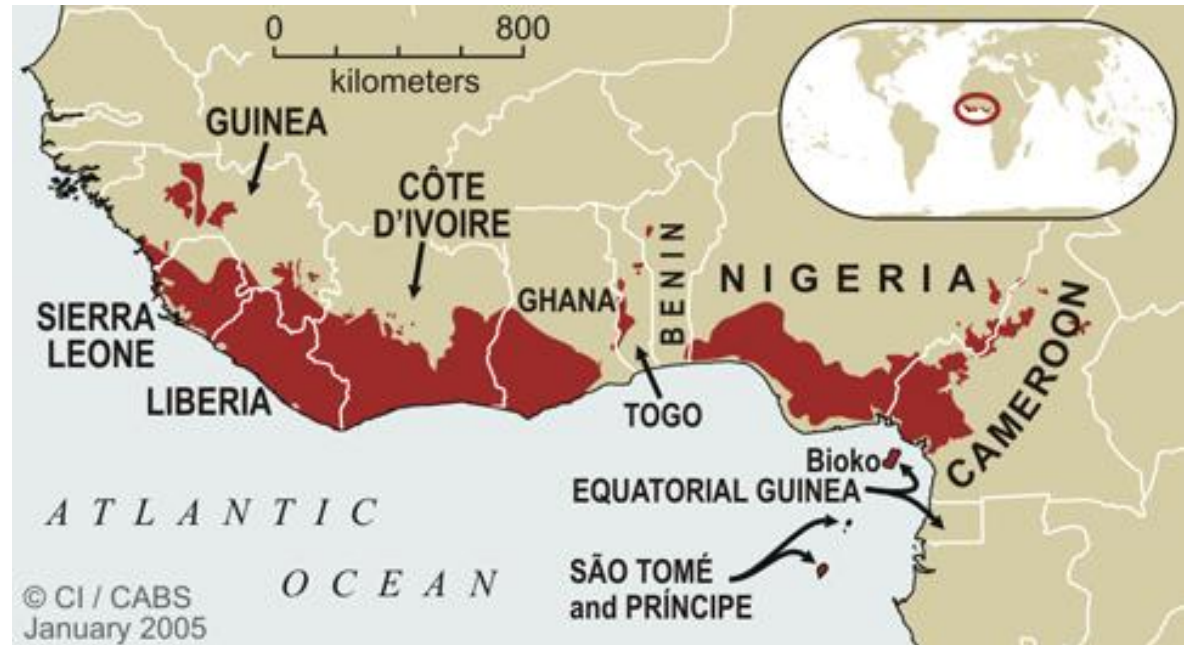 0 800
kilometers
GUINEA
CÔTE
D'IVOIRE
GHANA
BENIN
NIGERIA
SIERRA
LEONE
LIBERIA
TOGO
CAMEROON
Bioko
EQUATORIAL GUINEA
ATLANTIC
OCEAN
SÃO TOMÉ
and PRÍNCIPE
© CI / CABS
January 2005